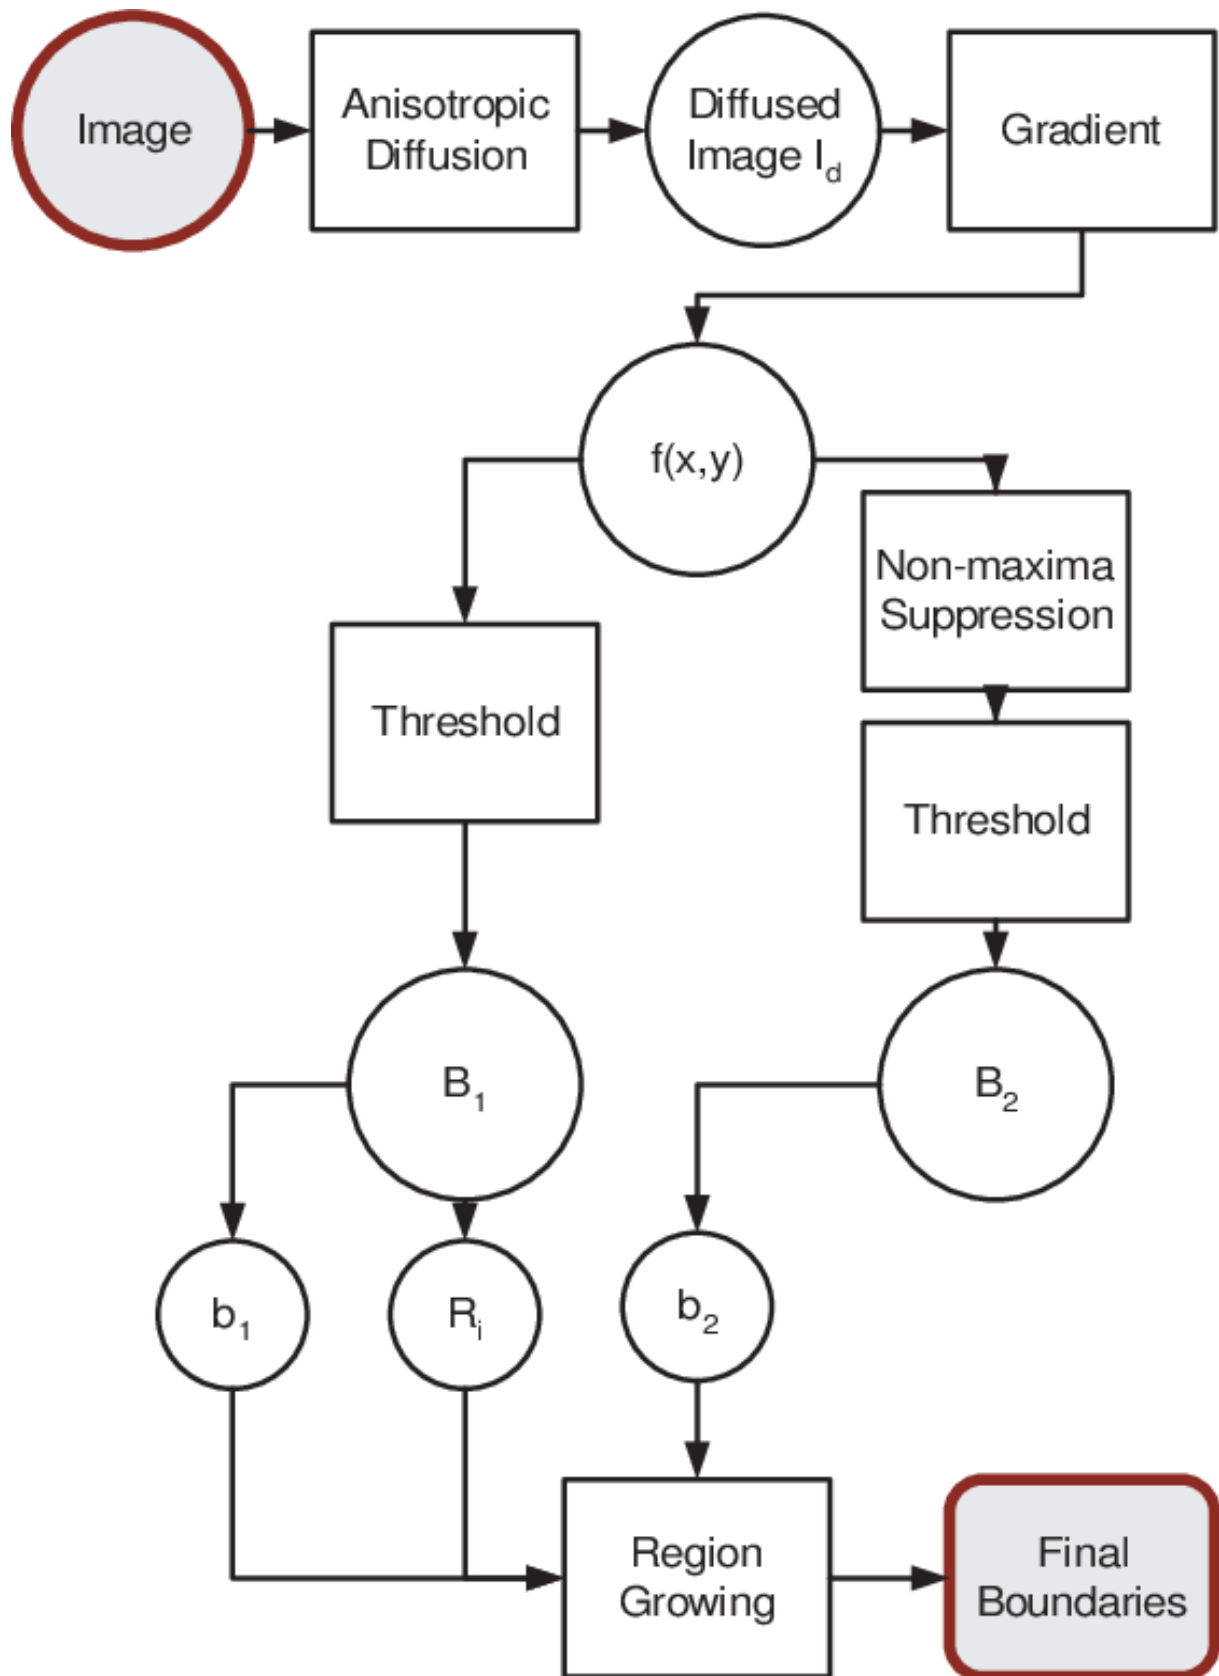 Image
Anisotropic
Diffusion
Diffused
Image I_d
Gradient
f(x,y)
Non-maxima
Suppression
Threshold
Threshold
B_1
B_2
b_1
R_i
b_2
Region
Growing
Final
Boundaries